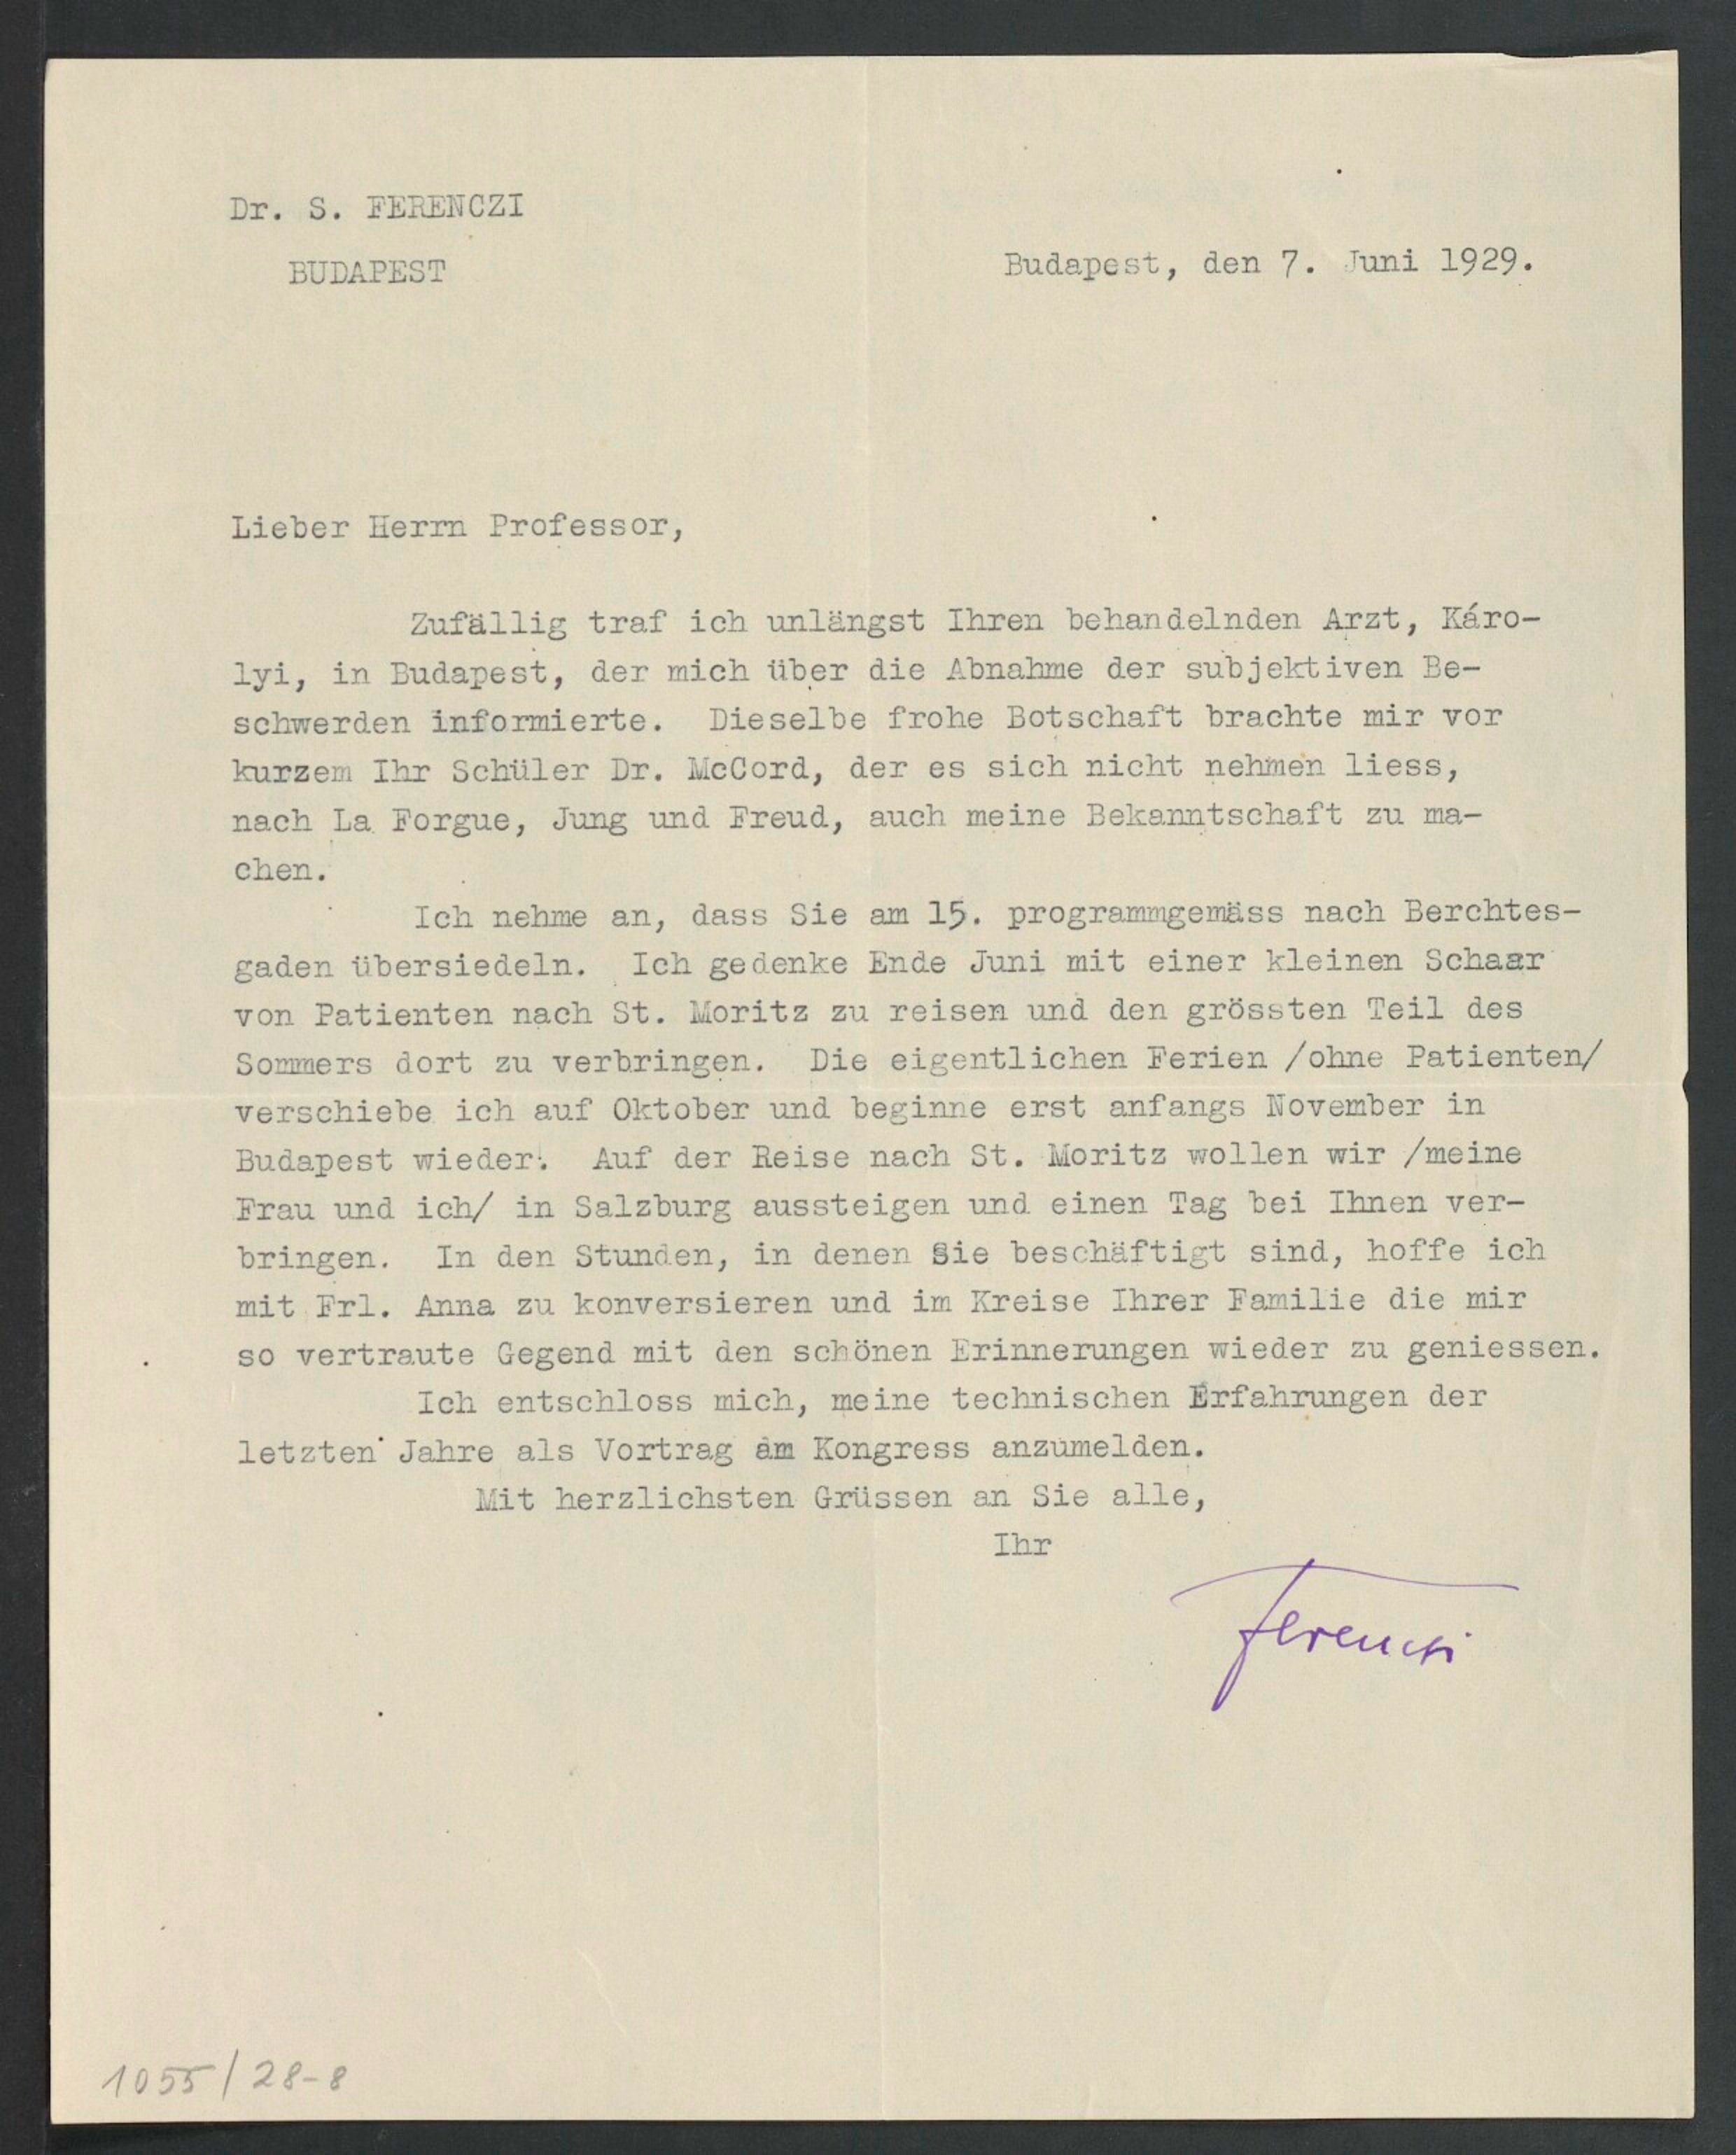 Dr. S. FERENCZI
BUDAPEST
Budapest, den 7. Juni 1929.
Lieber Herrn Professor,
Zufällig traf ich unlängst Ihren behandelnden Arzt, Káro-
lyi, in Budapest, der mich über die Abnahme der subjektiven Be-
schwerden informierte. Dieselbe frohe Botschaft brachte mir vor
kurzem Ihr Schüler Dr. McCord, der es sich nicht nehmen liess,
nach La Forgue, Jung und Freud, auch meine Bekanntschaft zu ma-
chen.
Ich nehme an, dass Sie am 15. programmgemäss nach Berchtes-
gaden übersiedeln. Ich gedenke Ende Juni mit einer kleinen Schaar
von Patienten nach St. Moritz zu reisen und den grössten Teil des
Sommers dort zu verbringen. Die eigentlichen Ferien /ohne Patienten/
verschiebe ich auf Oktober und beginne erst anfangs November in
Budapest wieder. Auf der Reise nach St. Moritz wollen wir /meine
Frau und ich/ in Salzburg aussteigen und einen Tag bei Ihnen ver-
bringen. In den Stunden, in denen Sie beschäftigt sind, hoffe ich
mit Frl. Anna zu konversieren und im Kreise Ihrer Familie die mir
so vertraute Gegend mit den schönen Erinnerungen wieder zu geniessen.
Ich entschloss mich, meine technischen Erfahrungen der
letzten Jahre als Vortrag am Kongress anzumelden.
Mit herzlichsten Grüssen an Sie alle,
Ihr
Ferenczi
1055/28-8